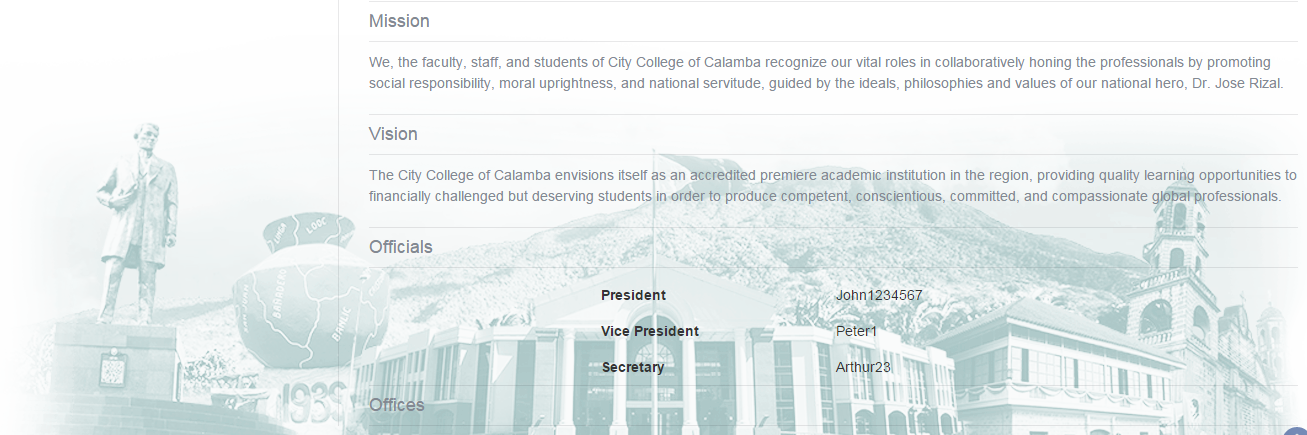 Mission
We, the faculty, staff, and students of City College of Calamba recognize our vital roles in collaboratively honing the professionals by promoting
social responsibility, moral uprightness, and national servitude, guided by the ideals, philosophies and values of our national hero, Dr. Jose Rizal.
Vision
The City College of Calamba envisions itself as an accredited premiere academic institution in the region, providing quality learning opportunities to
financially challenged but deserving students in order to produce competent, conscientious, committed, and compassionate global professionals.
LOOC
Officials
President John1234567
Vice President Peter1
Secretary Arthur23
Offices